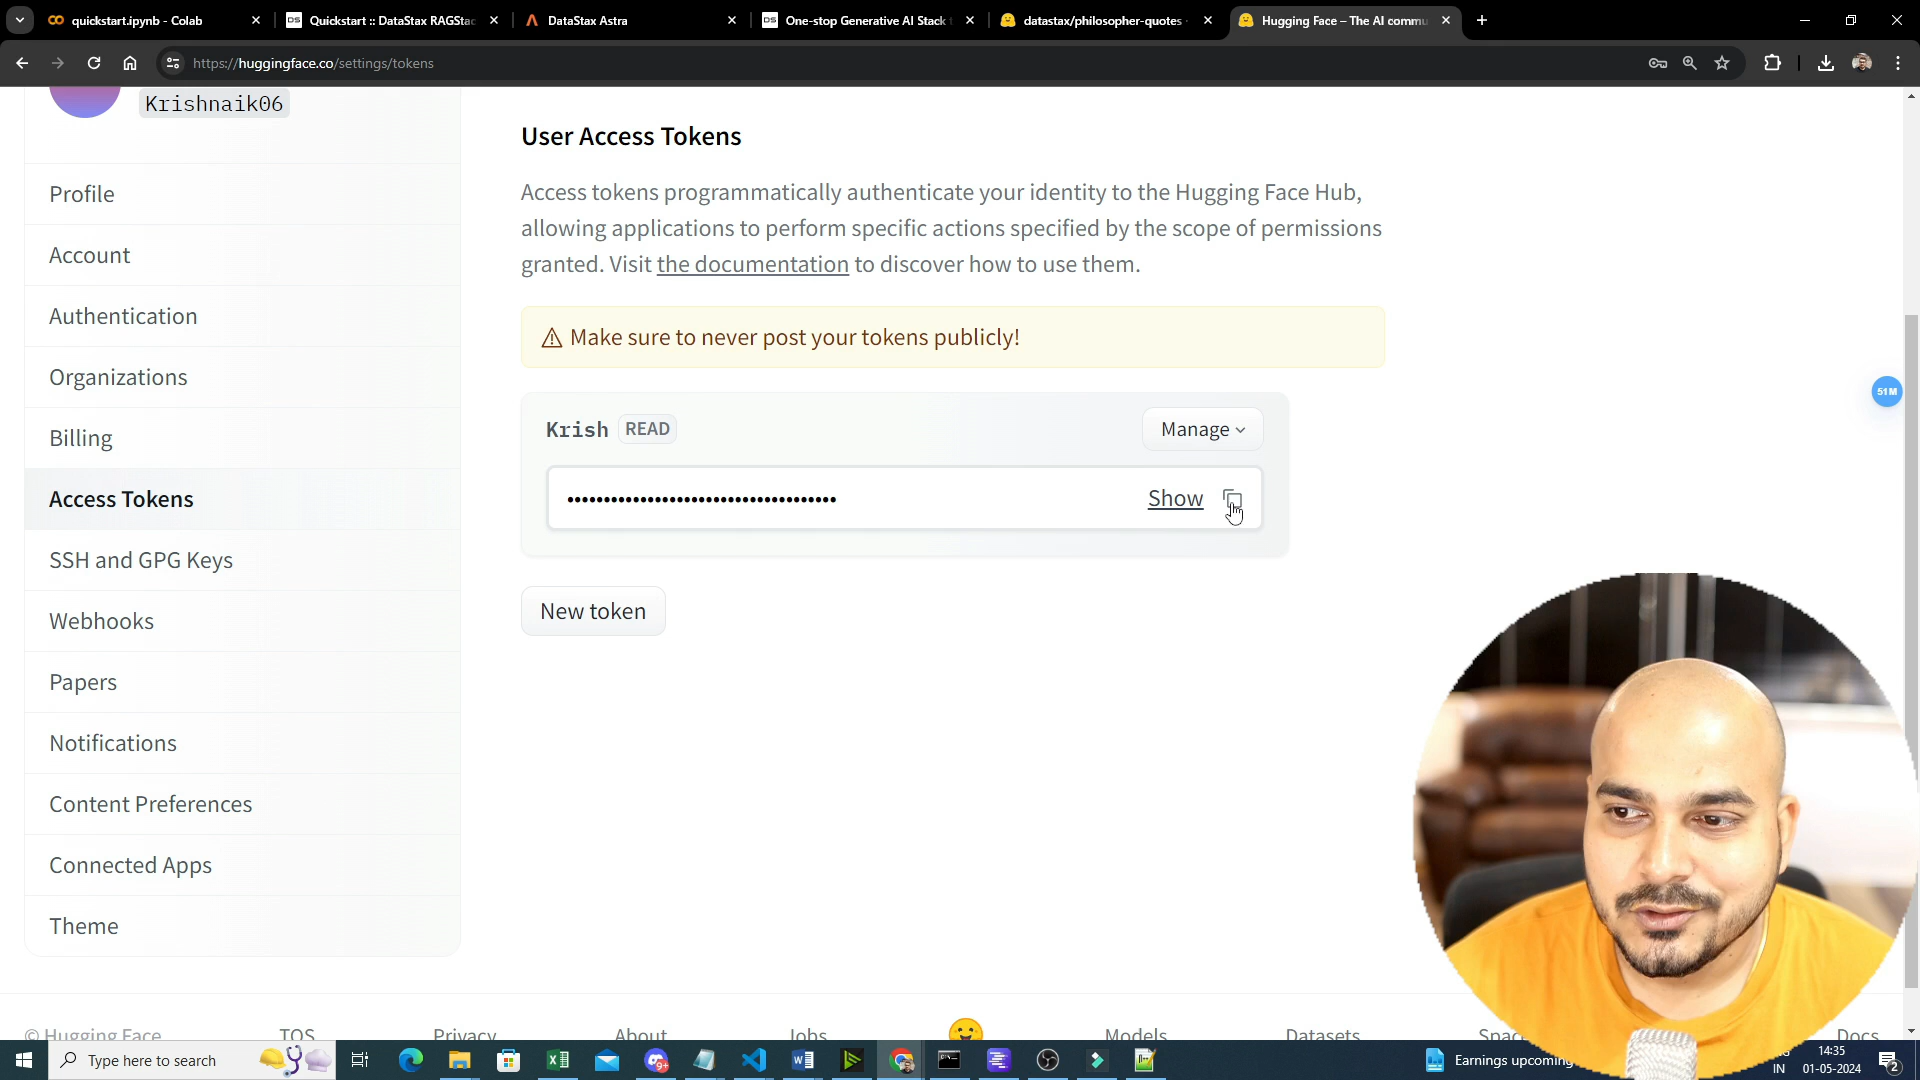 quickstart.ipynb - Colab
DS Quickstart :: DataStax RAGStac
DataStax Astra
DS One-stop Generative AI Stack
datastax/philosopher-quotes
Hugging Face – The AI commu
https://huggingface.co/settings/tokens
Krishnaik06
Profile
Account
Authentication
Organizations
Billing
Access Tokens
SSH and GPG Keys
Webhooks
Papers
Notifications
Content Preferences
Connected Apps
Theme
User Access Tokens
Access tokens programmatically authenticate your identity to the Hugging Face Hub,
allowing applications to perform specific actions specified by the scope of permissions
granted. Visit the documentation to discover how to use them.
Make sure to never post your tokens publicly!
Krish READ
Manage
•••••••••••••••••••••••••••••••••••••
Show
New token
51M
© Hugging Face
TOS
Privacy
About
Jobs
Models
Datasets
Spac
Docs
Type here to search
9+
Earnings upcoming
IN
14:35
01-05-2024
2